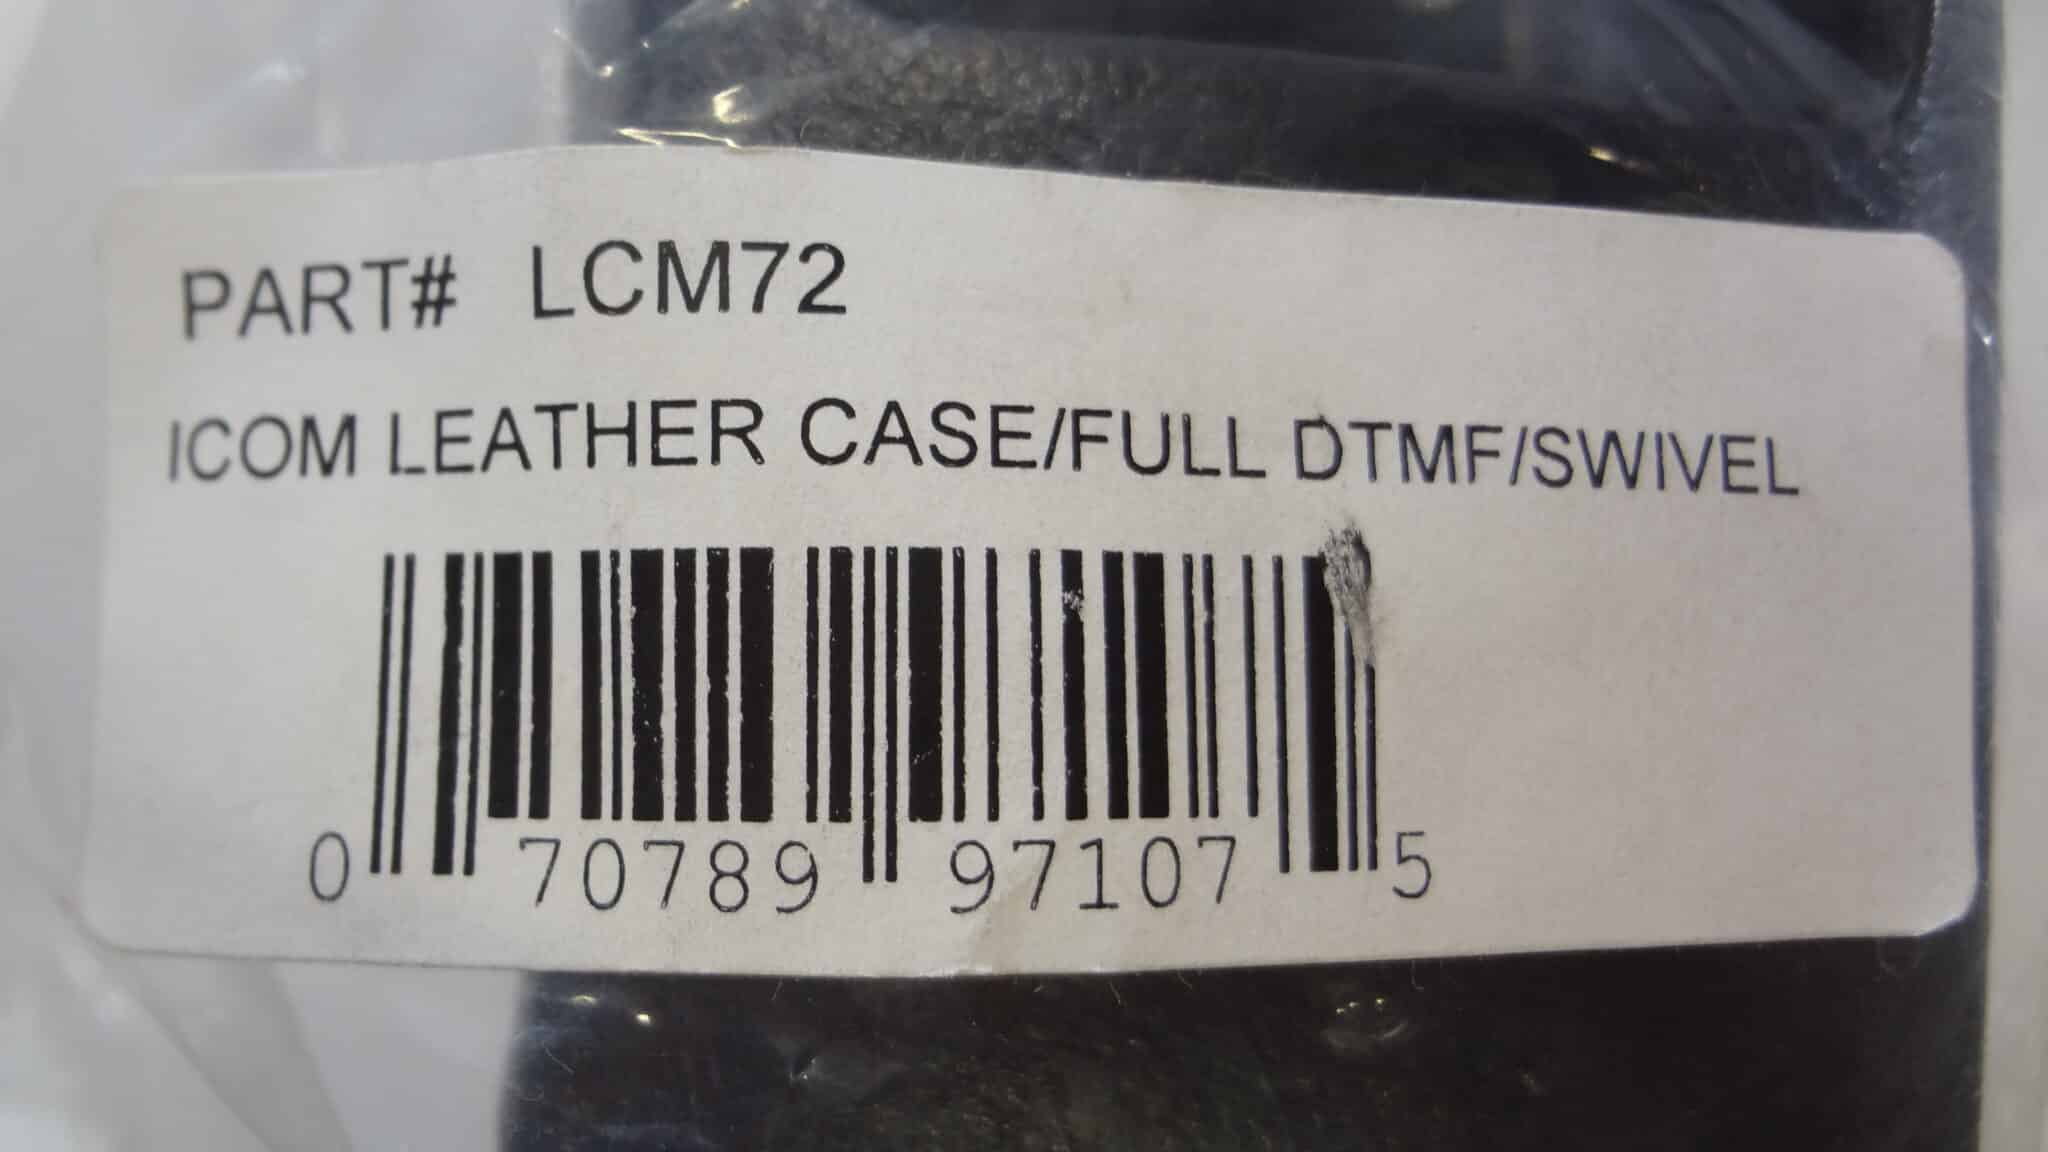 PART# LCM72
ICOM LEATHER CASE/FULL DTMF/SWIVEL
0 70789 97107 5